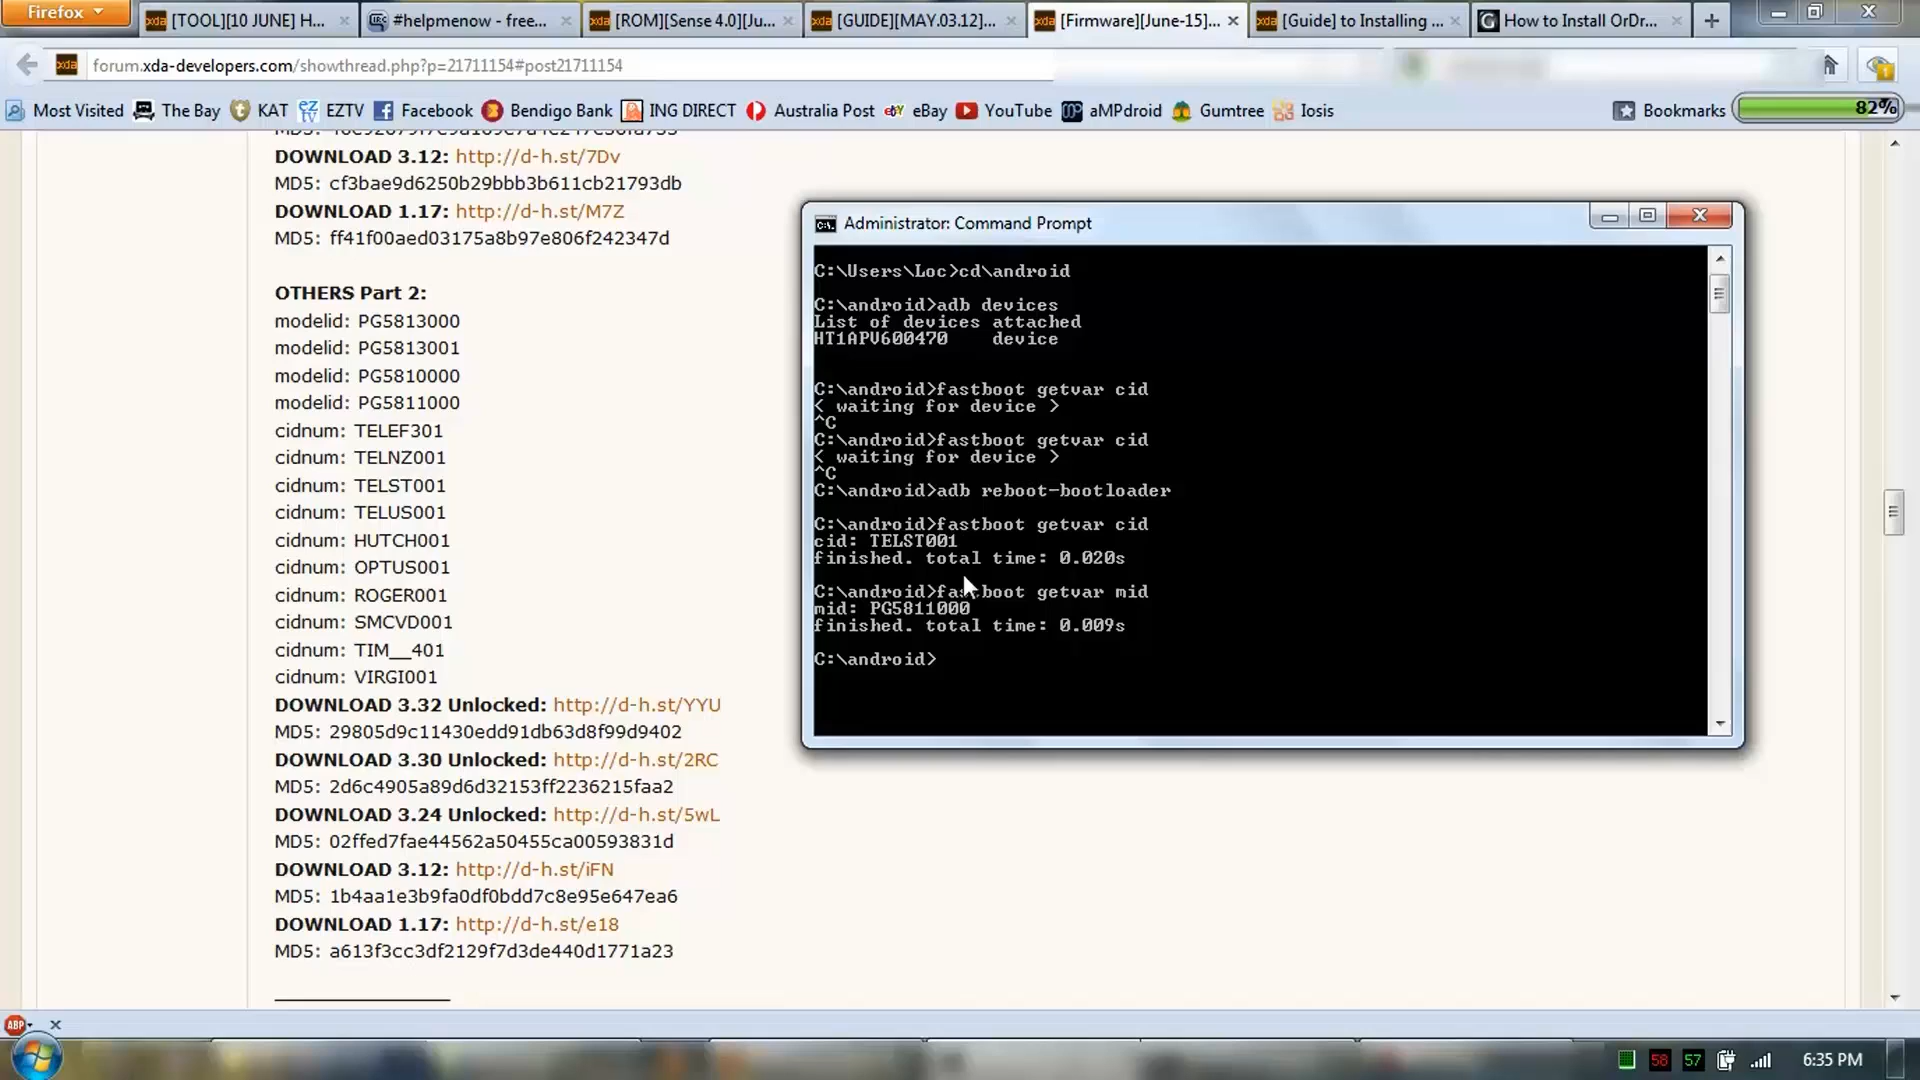 Firefox
[TOOL][10 JUNE] H...
#helpmenow - free...
[ROM][Sense 4.0][Ju...
[GUIDE][MAY.03.12]...
[Firmware][June-15]...
[Guide] to Installing ...
How to Install OrDr...
forum.xda-developers.com/showthread.php?p=21711154#post21711154
Most Visited
The Bay
KAT
EZTV
Facebook
Bendigo Bank
ING DIRECT
Australia Post
eBay
YouTube
aMPdroid
Gumtree
Iosis
Bookmarks
82%
DOWNLOAD 3.12: http://d-h.st/7Dv
MD5: cf3bae9d6250b29bbb3b611cb21793db
DOWNLOAD 1.17: http://d-h.st/M7Z
MD5: ff41f00aed03175a8b97e806f242347d
OTHERS Part 2:
modelid: PG5813000
modelid: PG5813001
modelid: PG5810000
modelid: PG5811000
cidnum: TELEF301
cidnum: TELNZ001
cidnum: TELST001
cidnum: TELUS001
cidnum: HUTCH001
cidnum: OPTUS001
cidnum: ROGER001
cidnum: SMCVD001
cidnum: TIM__401
cidnum: VIRGI001
DOWNLOAD 3.32 Unlocked: http://d-h.st/YYU
MD5: 29805d9c11430edd91db63d8f99d9402
DOWNLOAD 3.30 Unlocked: http://d-h.st/2RC
MD5: 2d6c4905a89d6d32153ff2236215faa2
DOWNLOAD 3.24 Unlocked: http://d-h.st/5wL
MD5: 02ffed7fae44562a50455ca00593831d
DOWNLOAD 3.12: http://d-h.st/iFN
MD5: 1b4aa1e3b9fa0df0bdd7c8e95e647ea6
DOWNLOAD 1.17: http://d-h.st/e18
MD5: a613f3cc3df2129f7d3de440d1771a23
Administrator: Command Prompt
C:\Users\Loc>cd\android
C:\android>adb devices
List of devices attached
HT1APV600470 device
C:\android>fastboot getvar cid
< waiting for device >
^C
C:\android>fastboot getvar cid
< waiting for device >
^C
C:\android>adb reboot-bootloader
C:\android>fastboot getvar cid
cid: TELST001
finished. total time: 0.020s
C:\android>fastboot getvar mid
mid: PG5811000
finished. total time: 0.009s
C:\android>
ABP
58
57
6:35 PM